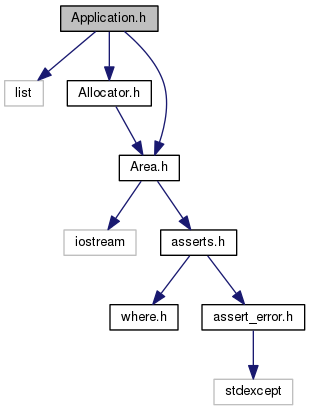 Application.h
list
Allocator.h
Area.h
iostream
asserts.h
where.h
assert_error.h
stdexcept